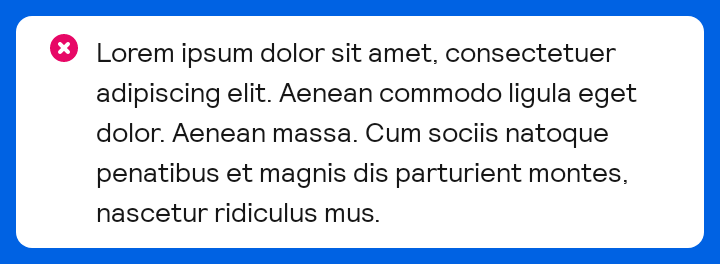 Lorem ipsum dolor sit amet, consectetuer
adipiscing elit. Aenean commodo ligula eget
dolor. Aenean massa. Cum sociis natoque
penatibus et magnis dis parturient montes,
nascetur ridiculus mus.